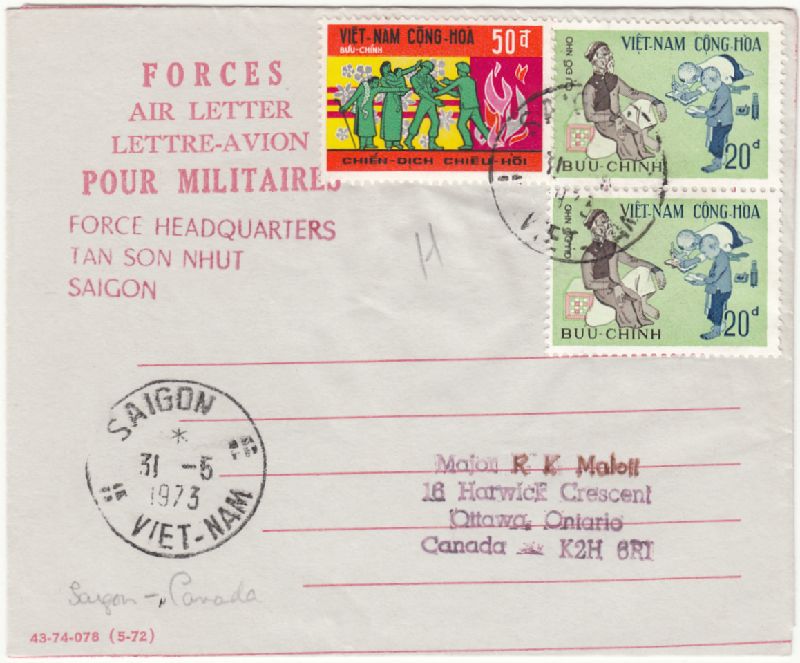 FORCES
AIR LETTER
LETTRE-AVION
POUR MILITAIRES
FORCE HEADQUARTERS
TAN SON NHUT
SAIGON
VIỆT-NAM CỘNG-HÒA
BƯU-CHÍNH
50đ
CHIẾN-DỊCH CHIÊU-HỒI
VIỆT-NAM CỘNG-HÒA
BƯU-CHÍNH
20đ
VIỆT-NAM CỘNG-HÒA
BƯU-CHÍNH
20đ
H
SAIGON
*
31 -5
1973
VIET-NAM
Major R K Malott
16 Harwick Crescent
Ottawa, Ontario
Canada K2H 6R1
Saigon - Canada
43-74-078 (5-72)